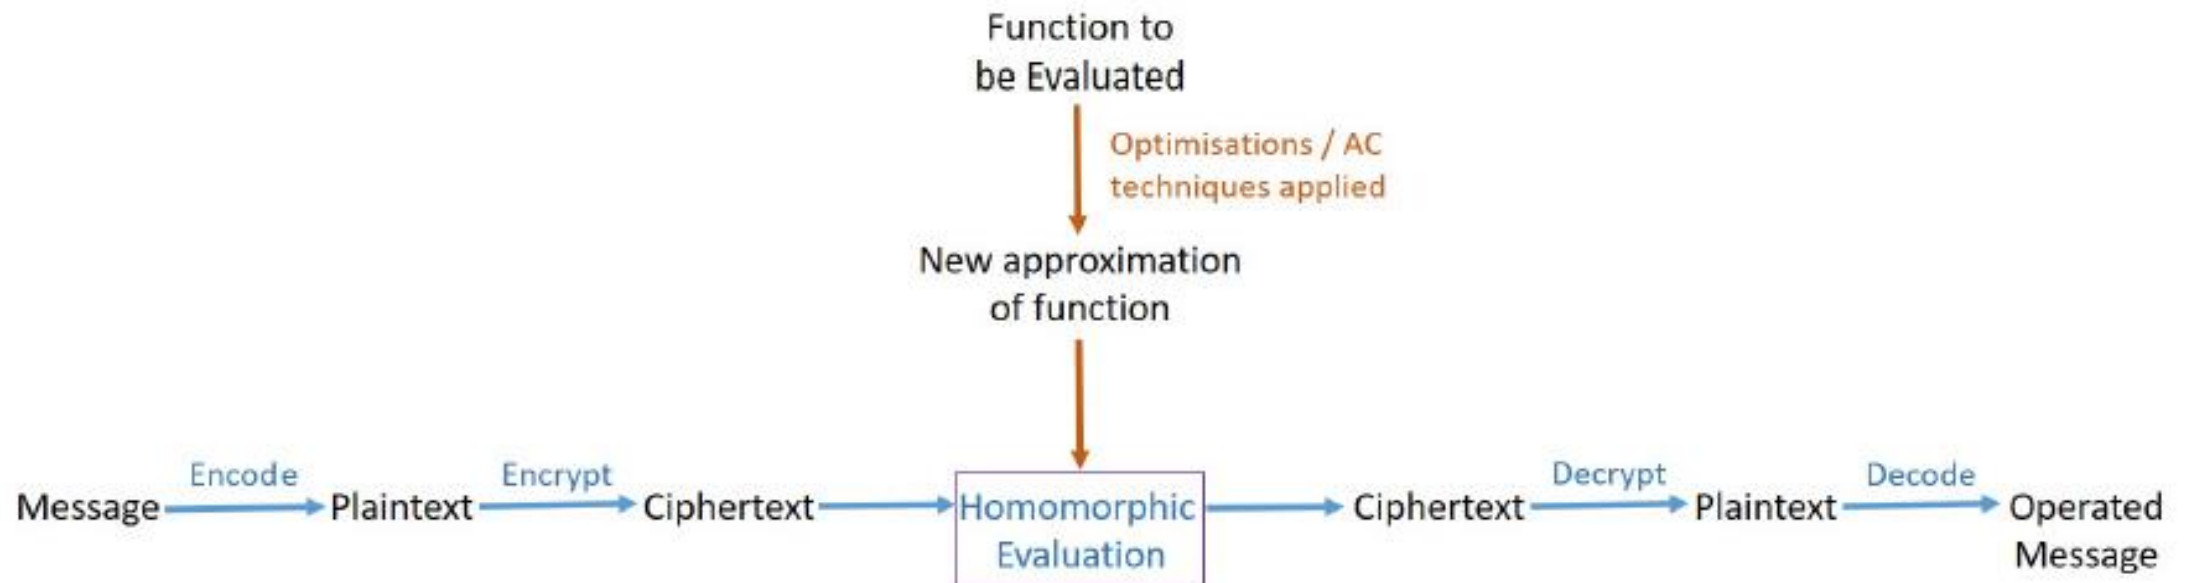 Function to
be Evaluated
Optimisations / AC
techniques applied
New approximation
of function
Encode
Encrypt
Decrypt
Decode
Message
Plaintext
Ciphertext
Homomorphic
Evaluation
Ciphertext
Plaintext
Operated
Message